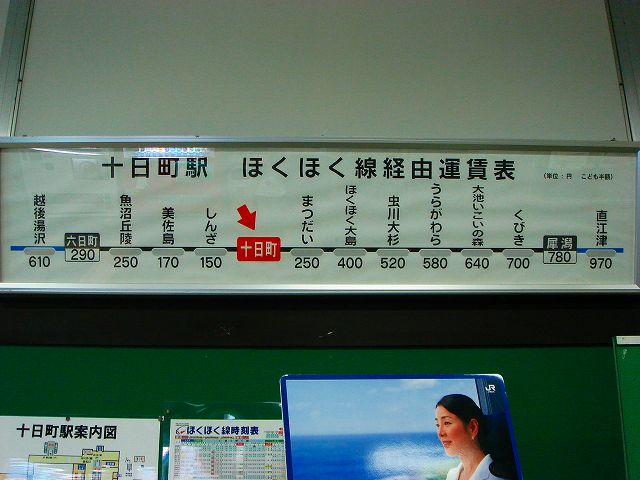 十日町駅 ほくほく線経由運賃表
(単位:円 こども半額)
越後湯沢
610
六日町
290
魚沼丘陵
250
美佐島
170
しんざ
150
十日町
まつだい
250
ほくほく大島
400
虫川大杉
520
うらがわら
580
大池いこいの森
640
くびき
700
犀潟
780
直江津
970
十日町駅案内図
ほくほく線時刻表
JR